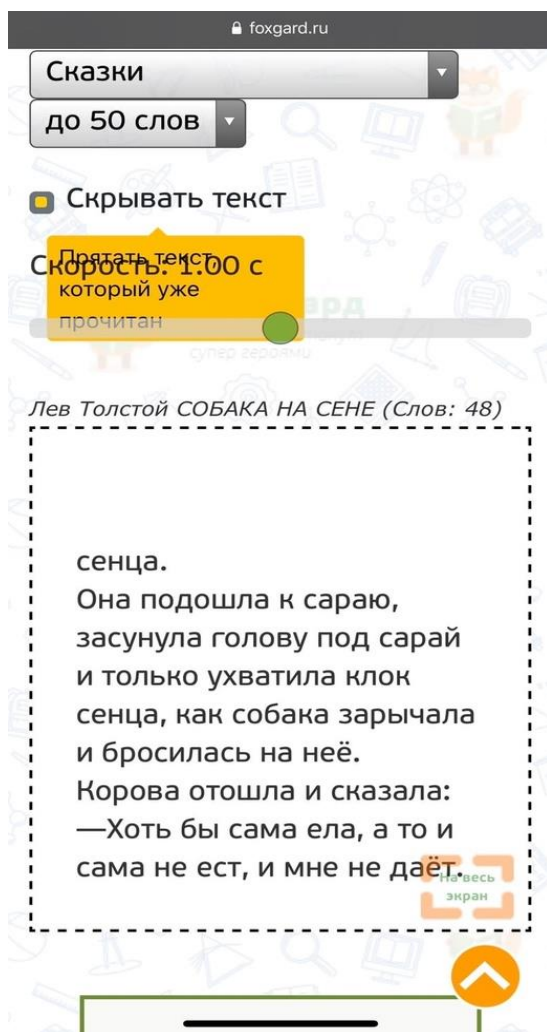 foxgard.ru
Сказки
до 50 слов
Скрывать текст
Скорость: 1.00 с
Прятать текст,
который уже
прочитан
супер героями
Лев Толстой СОБАКА НА СЕНЕ (Слов: 48)
сенца.
Она подошла к сараю,
засунула голову под сарай
и только ухватила клок
сенца, как собака зарычала
и бросилась на неё.
Корова отошла и сказала:
—Хоть бы сама ела, а то и
сама не ест, и мне не даёт.
На весь
экран